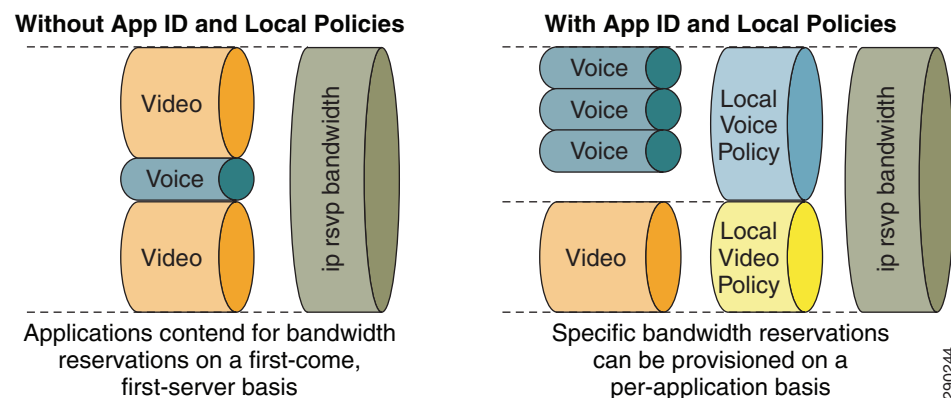 Without App ID and Local Policies
Video
Voice
Video
ip rsvp bandwidth
Applications contend for bandwidth
reservations on a first-come,
first-server basis
With App ID and Local Policies
Voice
Voice
Voice
Video
Local
Voice
Policy
Local
Video
Policy
ip rsvp bandwidth
Specific bandwidth reservations
can be provisioned on a
per-application basis
290244